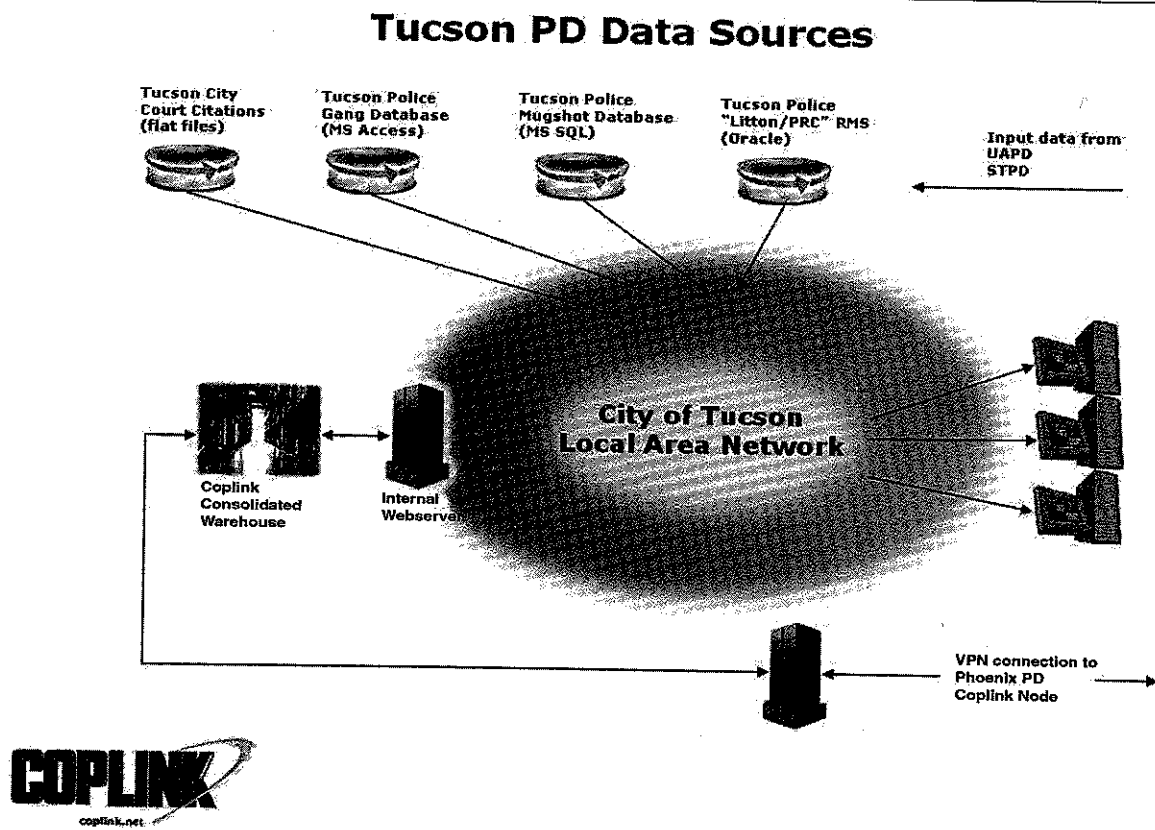 Tucson PD Data Sources
Tucson City
Court Citations
(flat files)
Tucson Police
Gang Database
(MS Access)
Tucson Police
Mugshot Database
(MS SQL)
Tucson Police
"Litton/PRC" RMS
(Oracle)
Input data from
UAPD
STPD
City of Tucson
Local Area Network
Coplink
Consolidated
Warehouse
Internal
Webserver
VPN connection to
Phoenix PD
Coplink Node
COPLINK
coplink.net